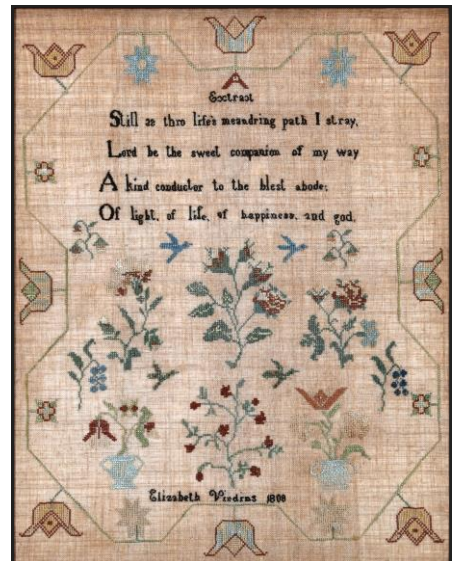 A
Extract
Still as thro life's meandring path I stray,
Lord be the sweet companion of my way
A kind conductor to the blest abode;
Of light, of life, of happiness, and god.
Elizabeth 1808